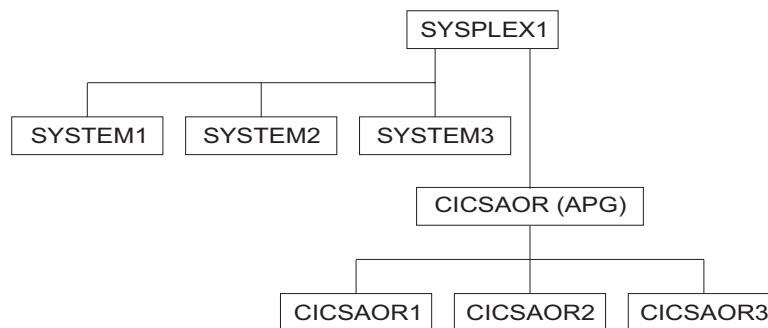 SYSPLEX1
SYSTEM1 SYSTEM2 SYSTEM3
CICSAOR (APG)
CICSAOR1 CICSAOR2 CICSAOR3